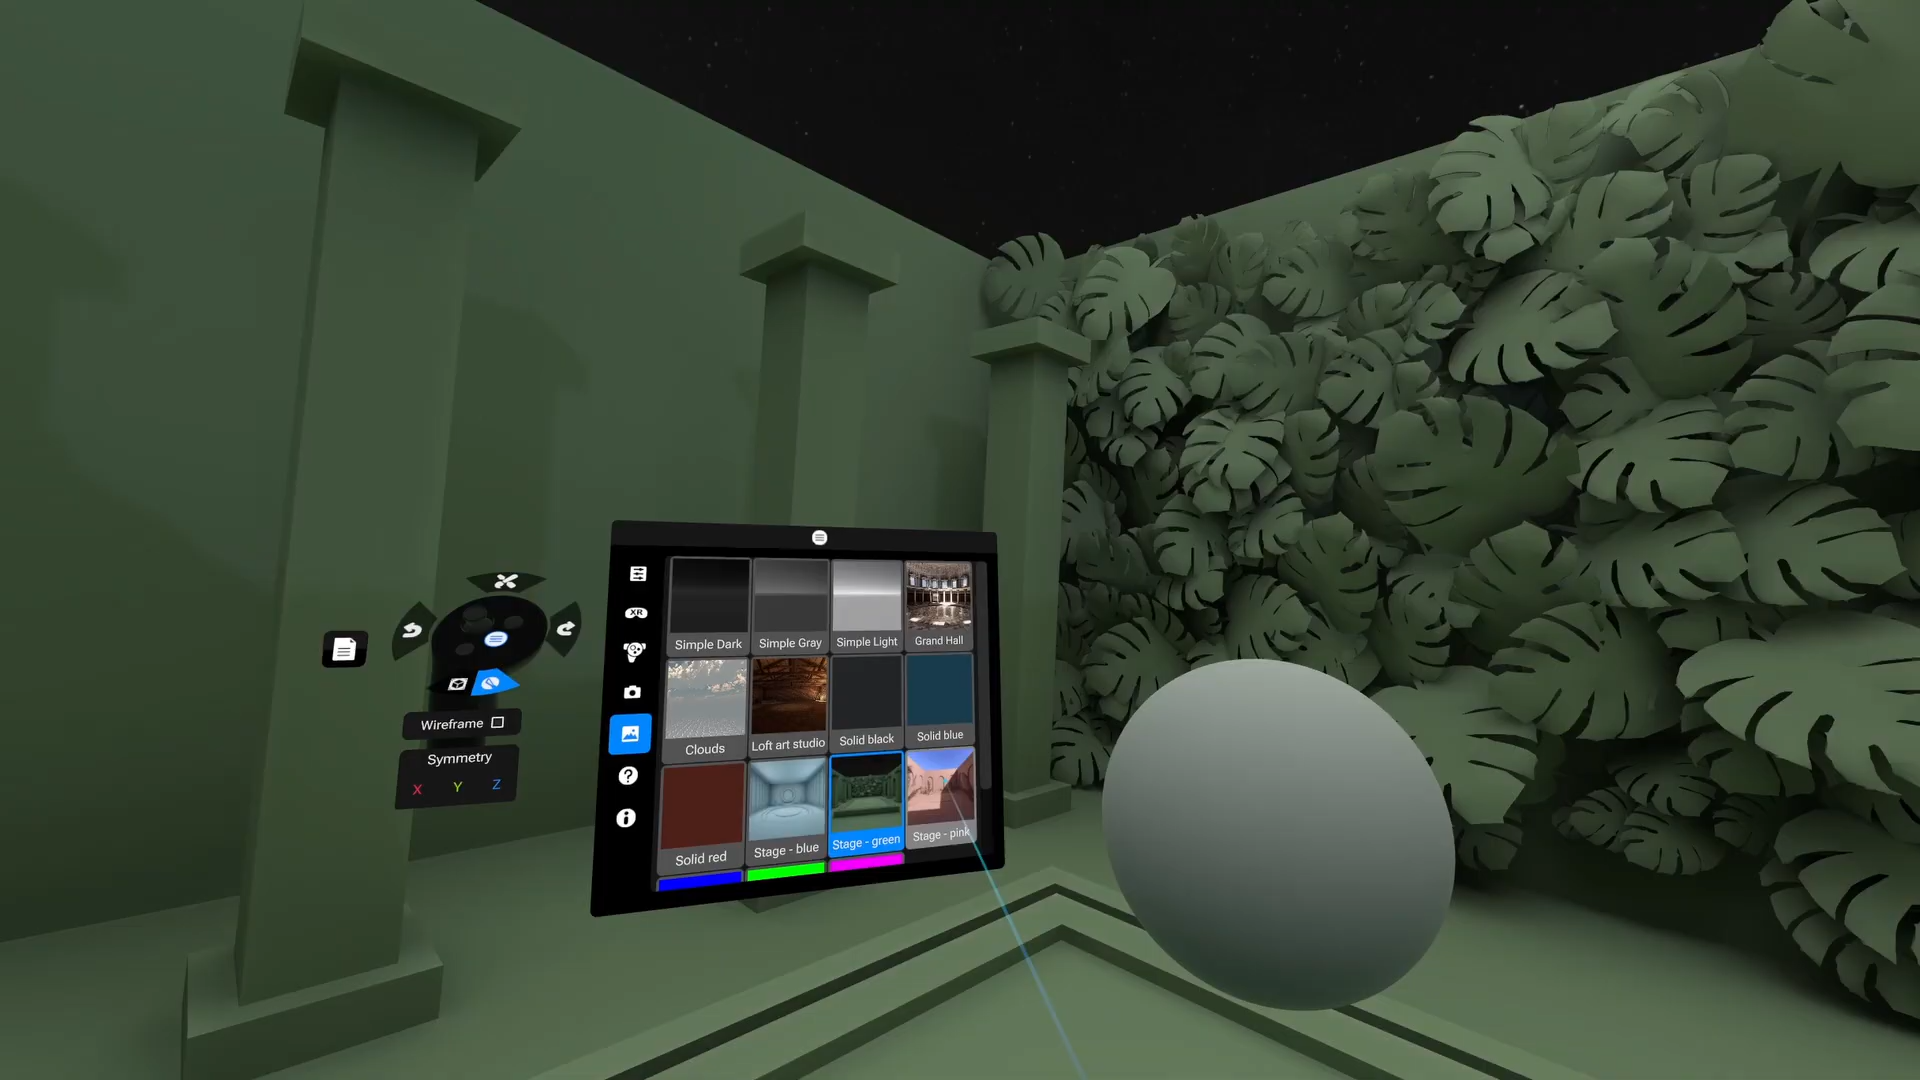 XR
Simple Dark
Simple Gray
Simple Light
Grand Hall
Clouds
Loft art studio
Solid black
Solid blue
Solid red
Stage - blue
Stage - green
Stage - pink
Wireframe
Symmetry
X Y Z